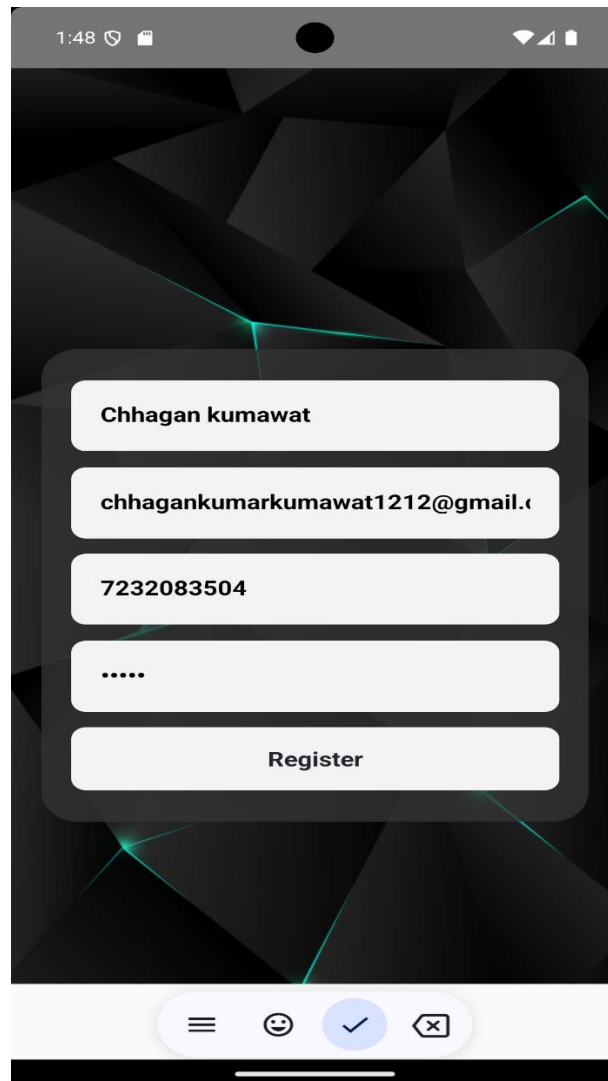 1:48
Chhagan kumawat
chhagankumarkumawat1212@gmail.c
7232083504
•••••
Register